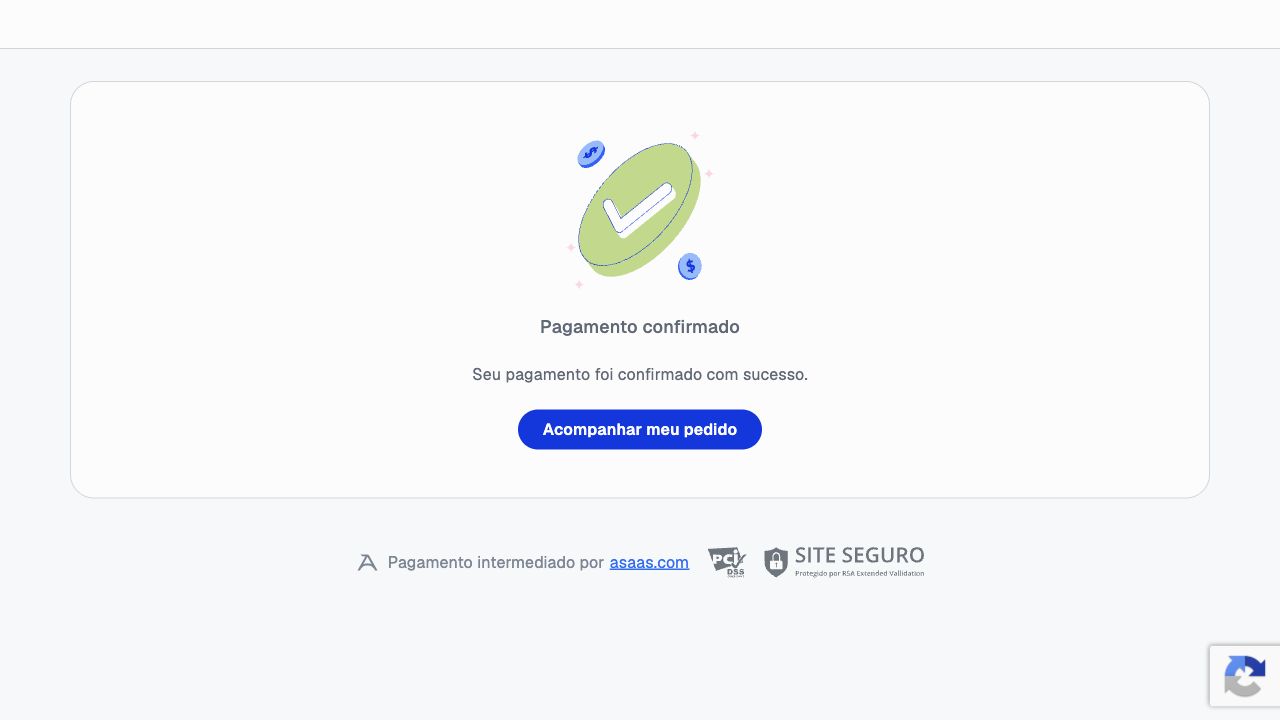 Pagamento confirmado
Seu pagamento foi confirmado com sucesso.
Acompanhar meu pedido
Pagamento intermediado por asaas.com
PCI
DSS
SITE SEGURO
Protegido por RSA Extended Vallidation